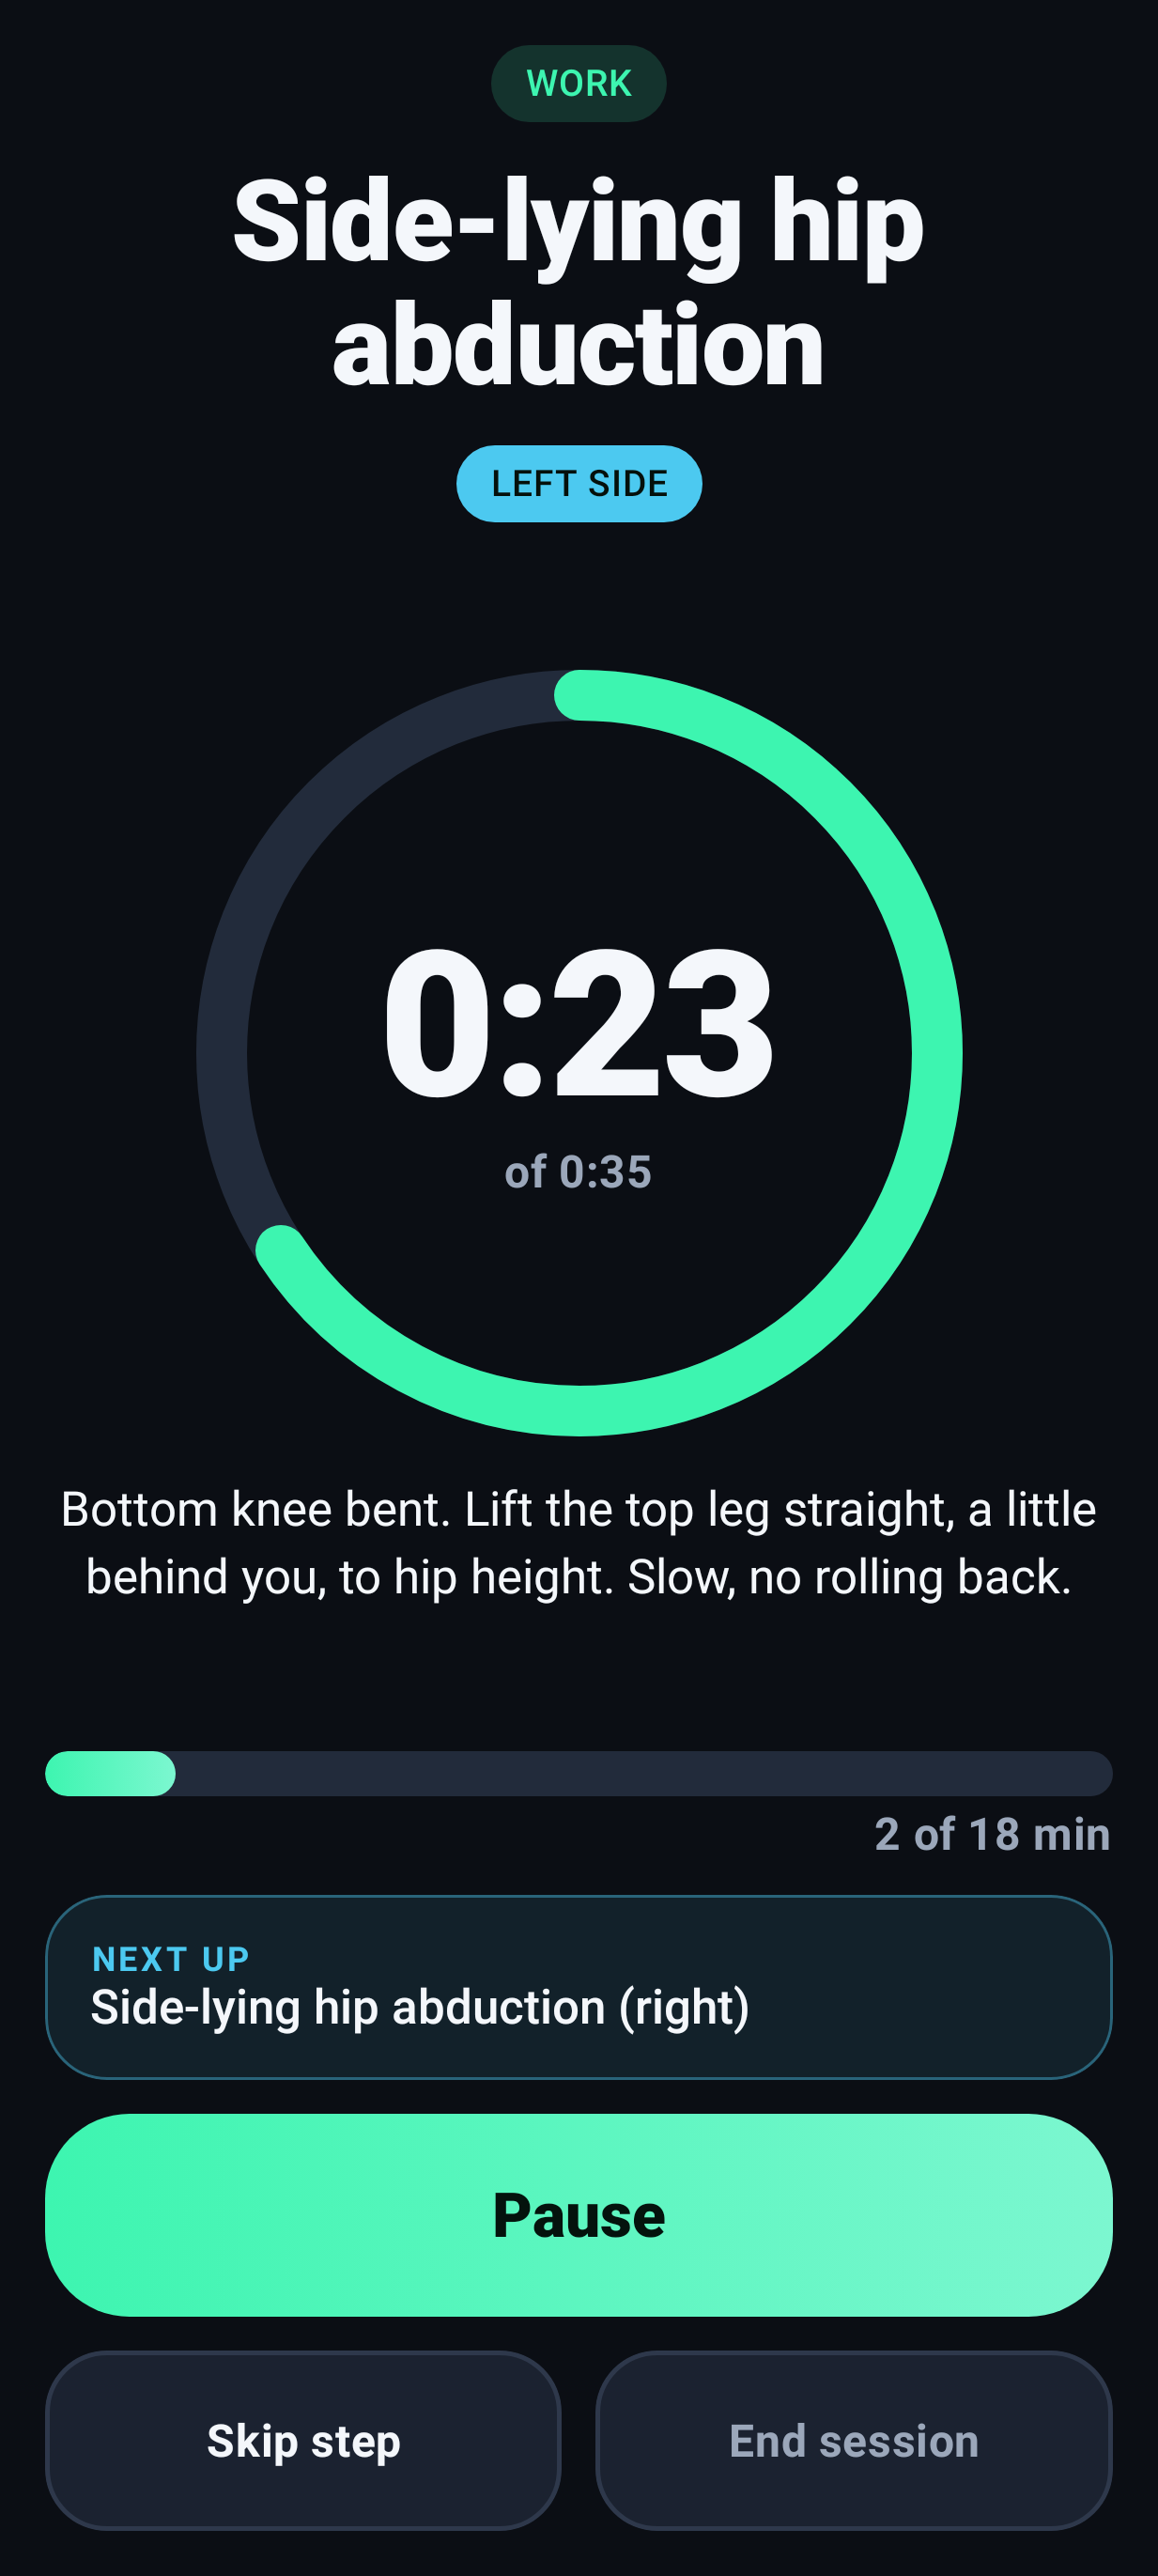 WORK
Side-lying hip
abduction
LEFT SIDE
0:23
of 0:35
Bottom knee bent. Lift the top leg straight, a little
behind you, to hip height. Slow, no rolling back.
2 of 18 min
NEXT UP
Side-lying hip abduction (right)
Pause
Skip step
End session